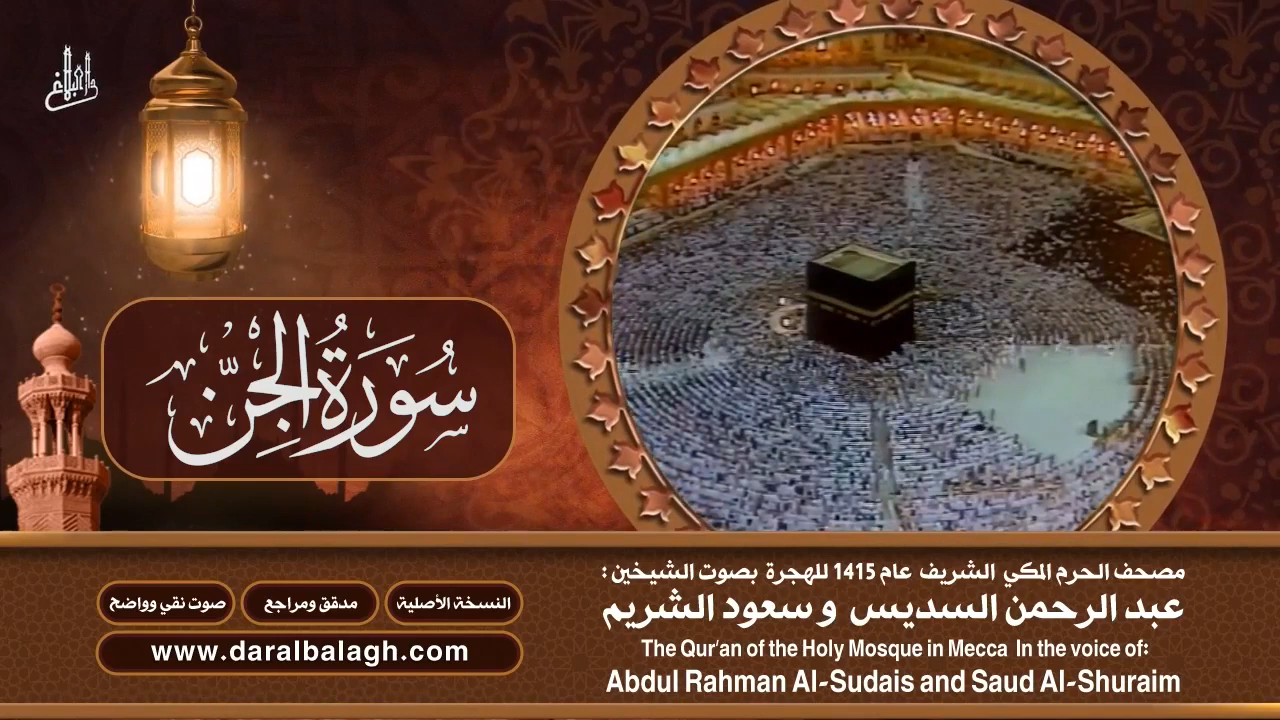 دار البلاغ
سُورَةُ الجِنّ
مصحف الحرم المكي الشريف عام 1415 للهجرة بصوت الشيخين :
عبد الرحمن السديس و سعود الشريم
The Qur'an of the Holy Mosque in Mecca In the voice of:
Abdul Rahman Al-Sudais and Saud Al-Shuraim
النسخة الأصلية
مدقق ومراجع
صوت نقي وواضح
www.daralbalagh.com